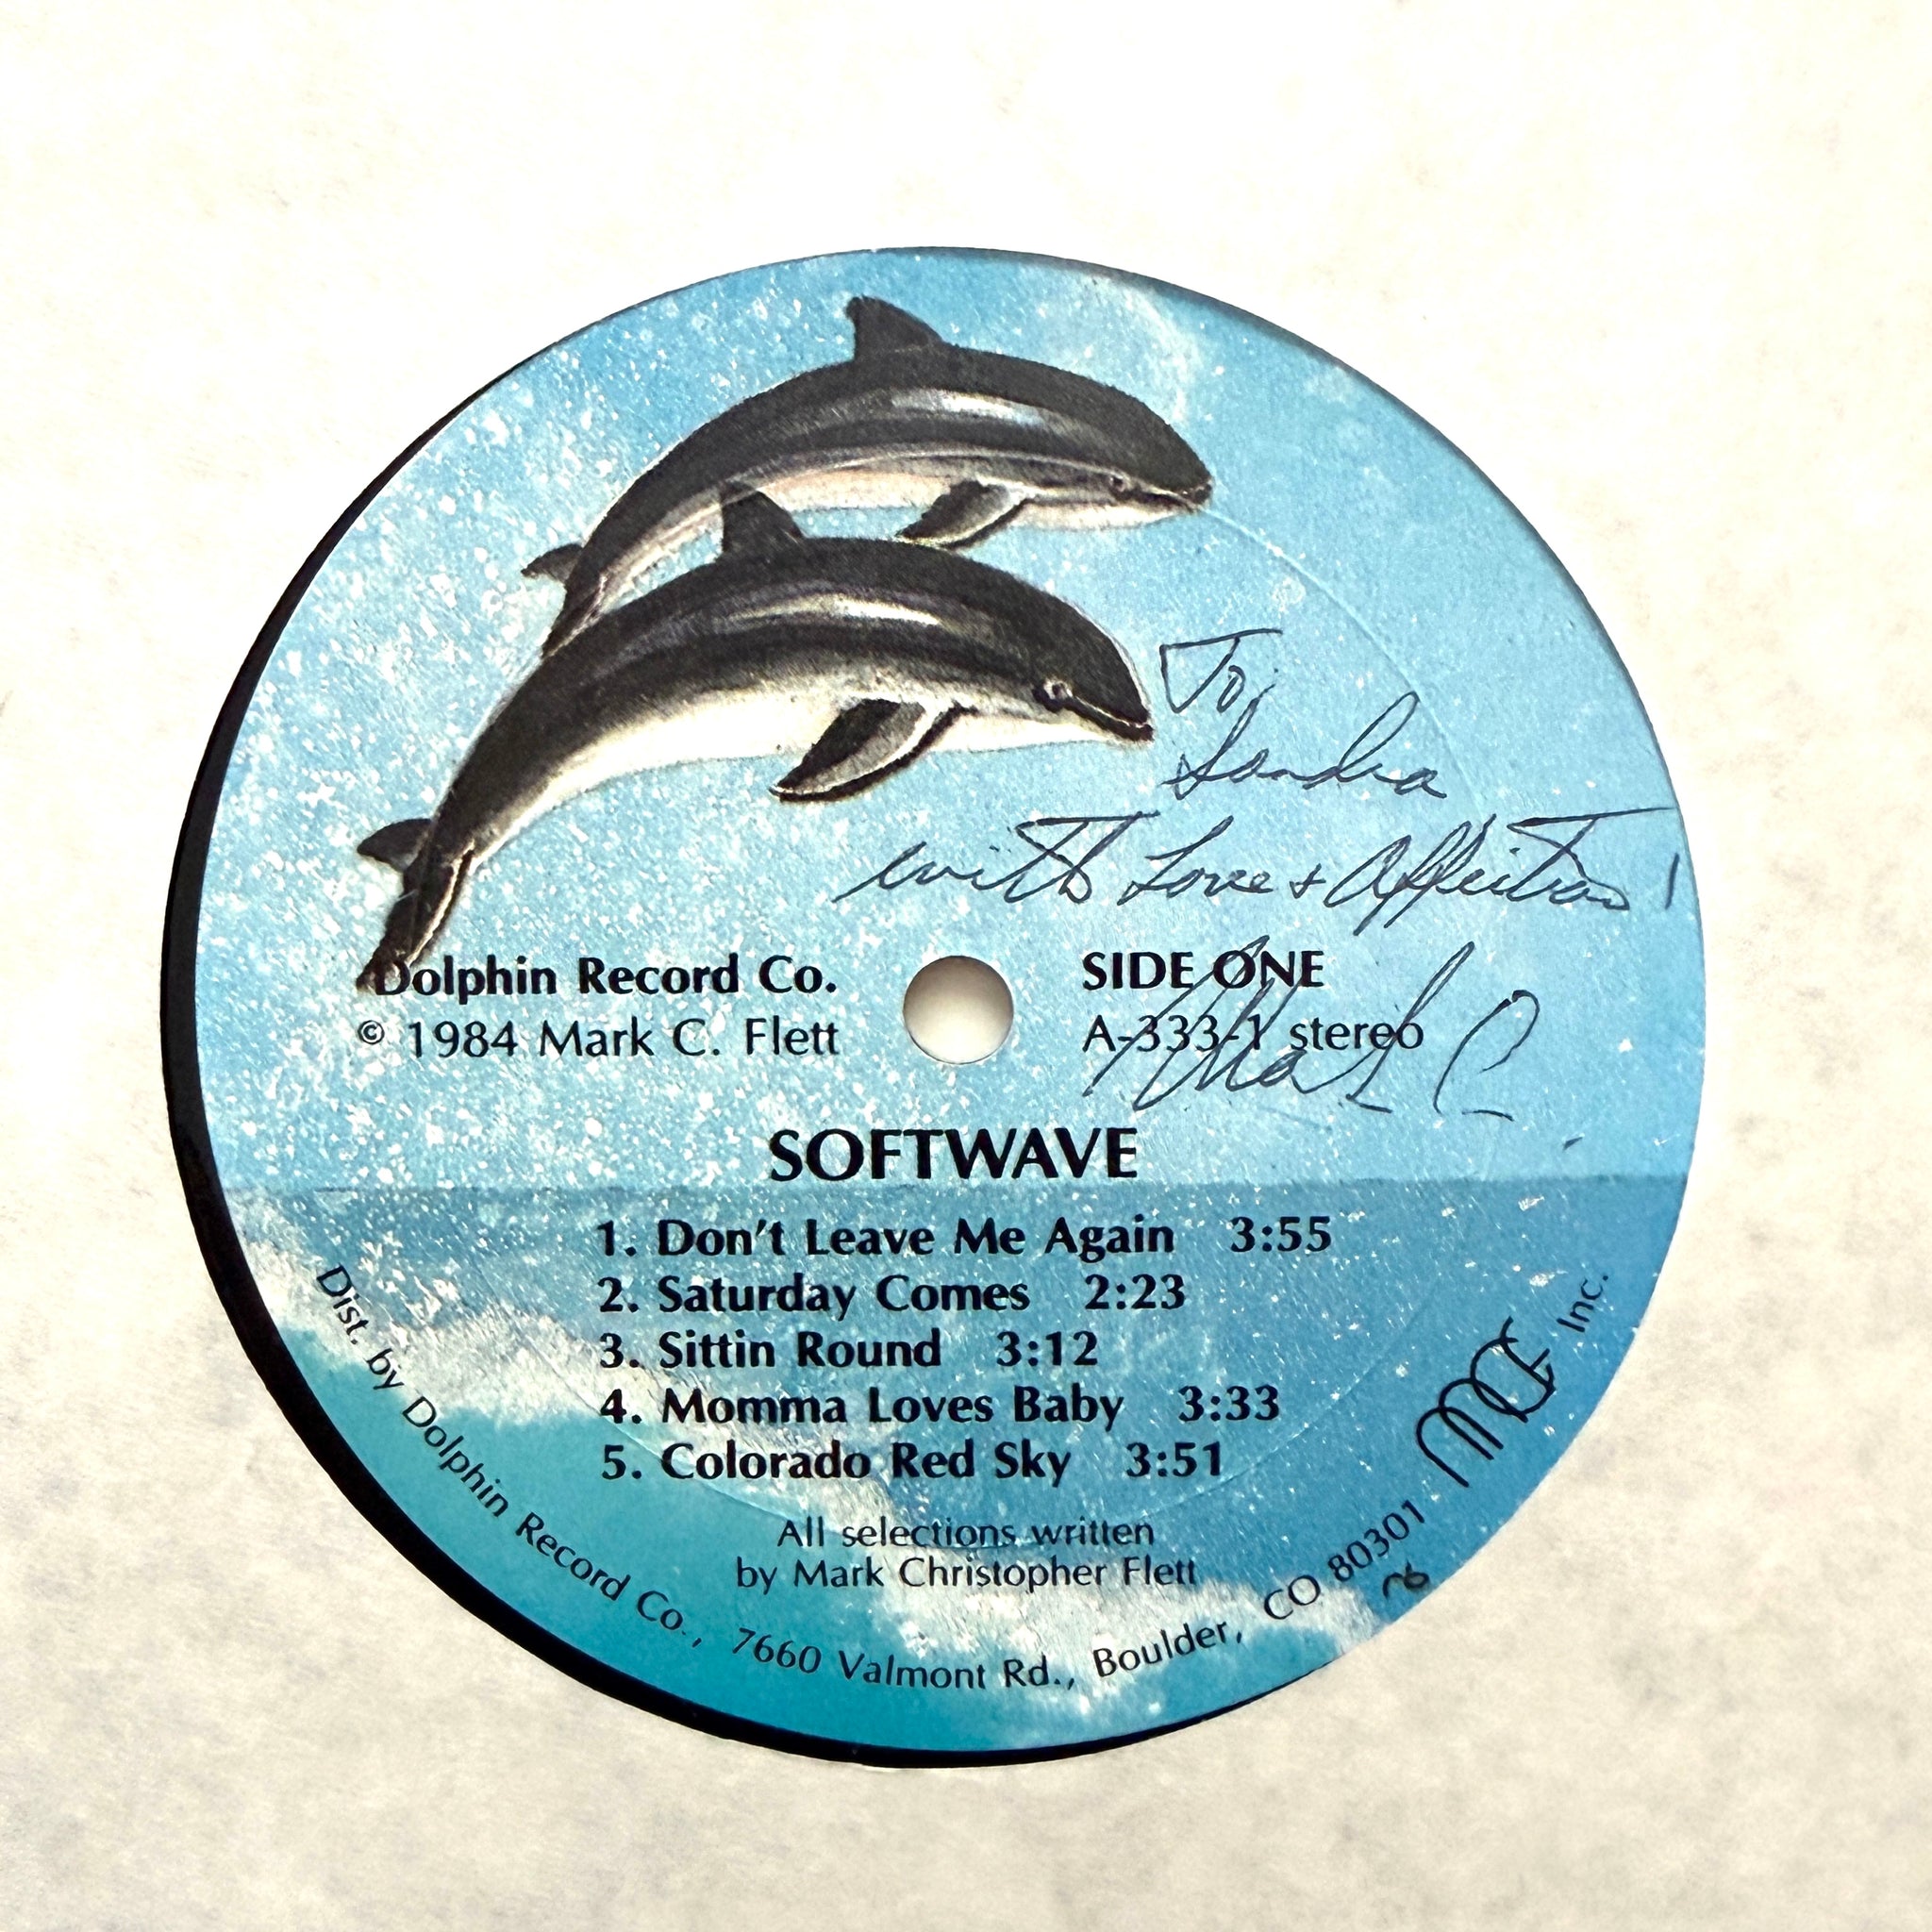 To
Sandra
with Love & Affection!
Dolphin Record Co.
© 1984 Mark C. Flett
SIDE ONE
A-333-1 stereo
Mark C.
SOFTWAVE
1. Don't Leave Me Again 3:55
2. Saturday Comes 2:23
3. Sittin Round 3:12
4. Momma Loves Baby 3:33
5. Colorado Red Sky 3:51
All selections written
by Mark Christopher Flett
Dist. by Dolphin Record Co., 7660 Valmont Rd., Boulder, CO 80301
MCF Inc.